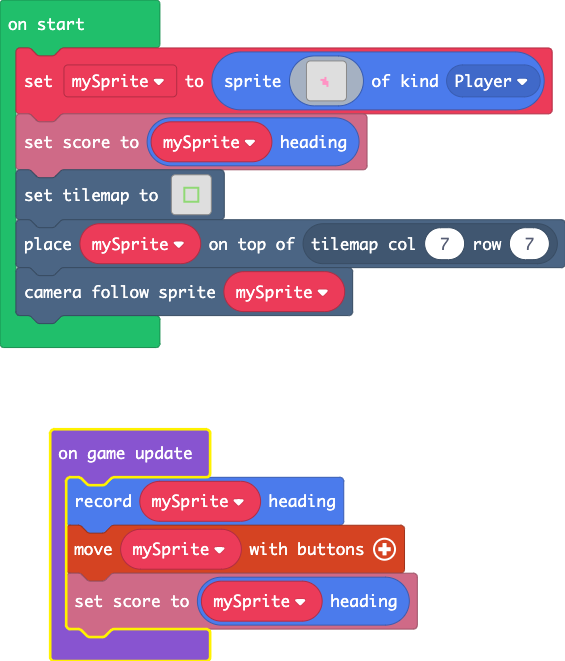 on start
set mySprite to sprite of kind Player
set score to mySprite heading
set tilemap to
place mySprite on top of tilemap col 7 row 7
camera follow sprite mySprite
on game update
record mySprite heading
move mySprite with buttons
set score to mySprite heading